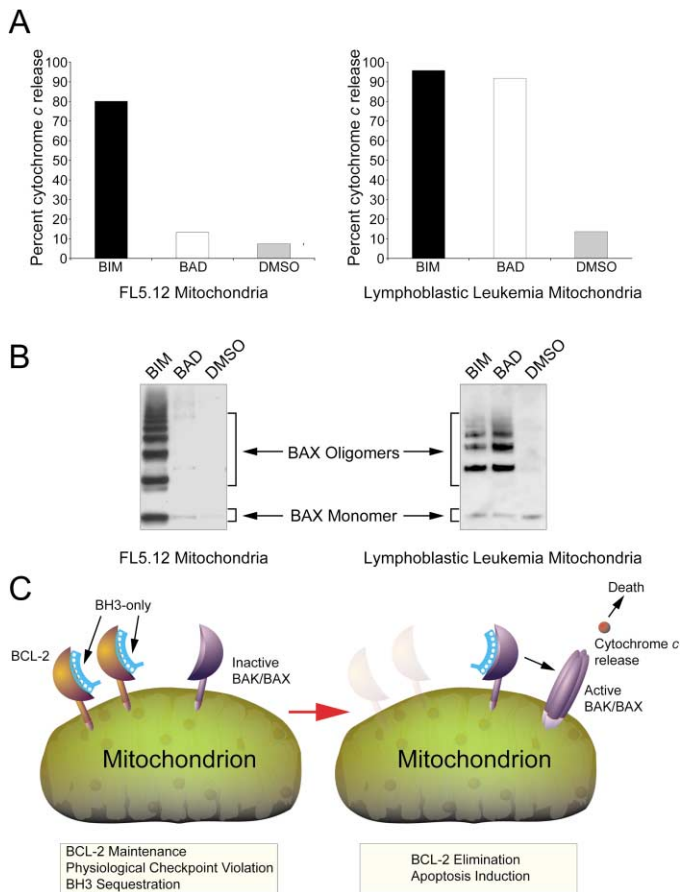 A
Percent cytochrome c release
100
90
80
70
60
50
40
30
20
10
0
BIM BAD DMSO
FL5.12 Mitochondria
Percent cytochrome c release
100
90
80
70
60
50
40
30
20
10
0
BIM BAD DMSO
Lymphoblastic Leukemia Mitochondria
B
BIM BAD DMSO
BIM BAD DMSO
BAX Oligomers
BAX Monomer
FL5.12 Mitochondria
Lymphoblastic Leukemia Mitochondria
C
BH3-only
BCL-2
Inactive
BAK/BAX
Mitochondrion
BCL-2 Maintenance
Physiological Checkpoint Violation
BH3 Sequestration
Death
Cytochrome c
release
Active
BAK/BAX
Mitochondrion
BCL-2 Elimination
Apoptosis Induction